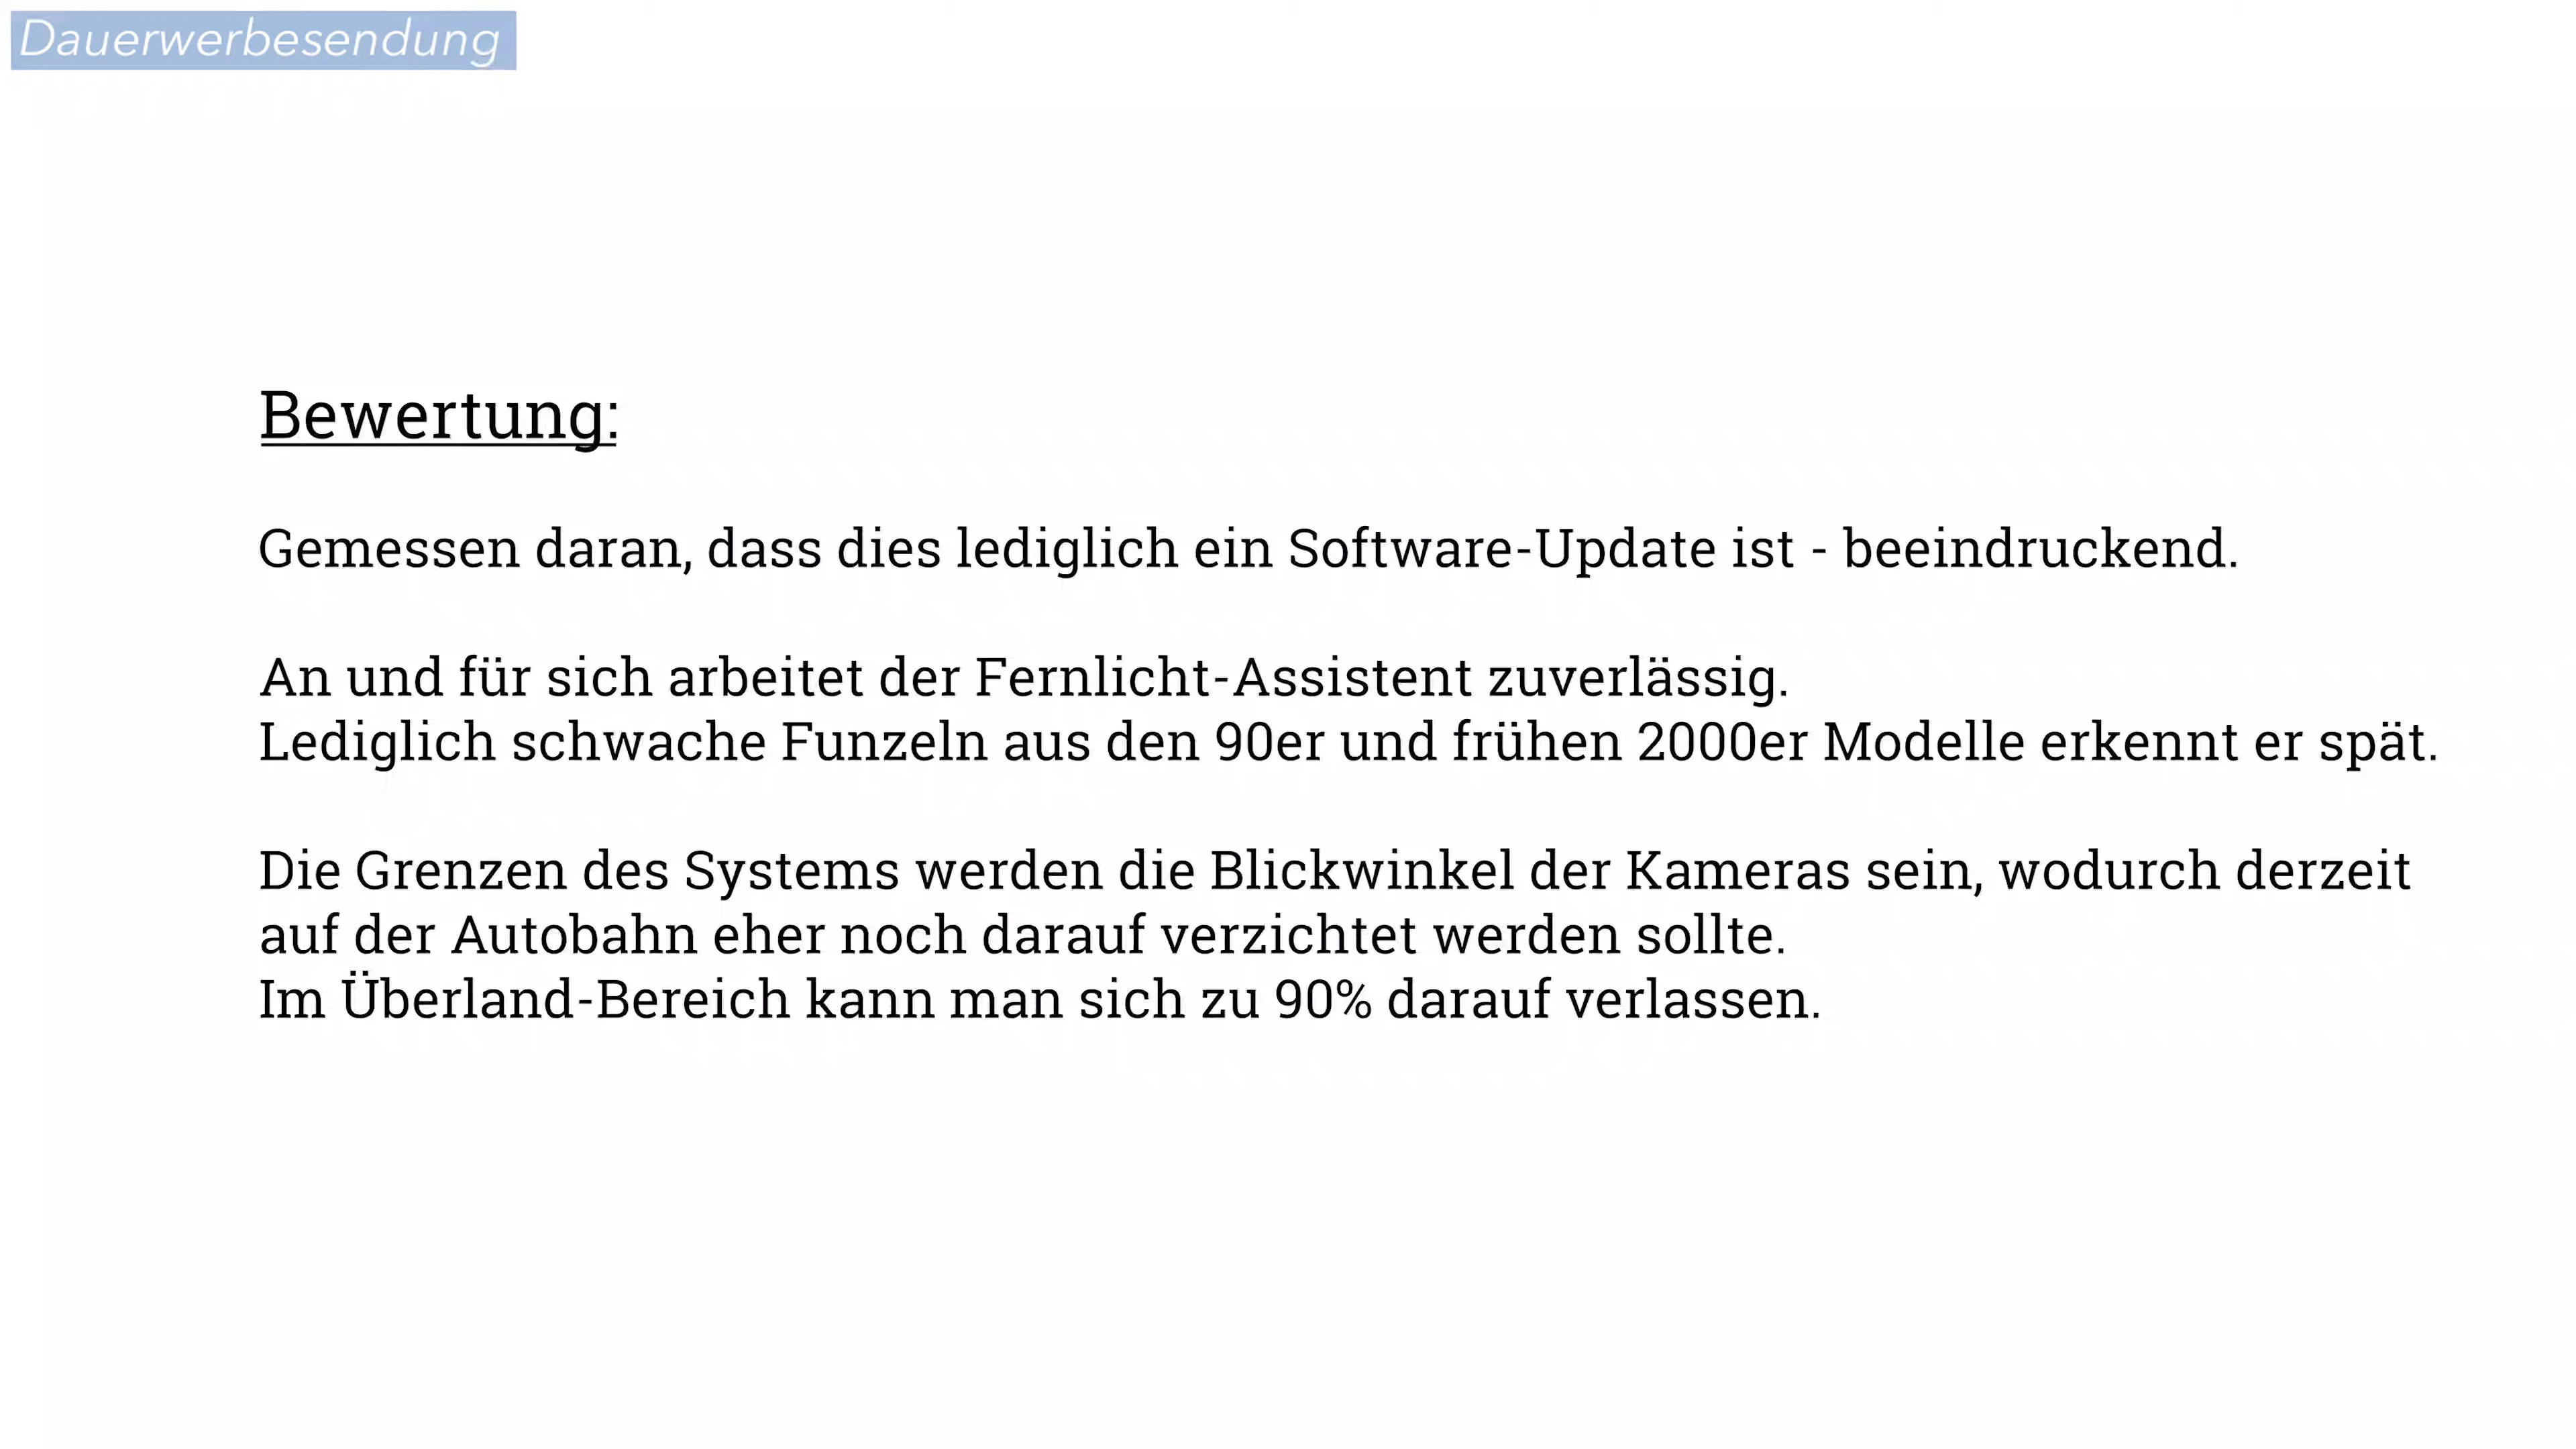 Dauerwerbesendung
Bewertung:
Gemessen daran, dass dies lediglich ein Software-Update ist - beeindruckend.
An und für sich arbeitet der Fernlicht-Assistent zuverlässig.
Lediglich schwache Funzeln aus den 90er und frühen 2000er Modelle erkennt er spät.
Die Grenzen des Systems werden die Blickwinkel der Kameras sein, wodurch derzeit
auf der Autobahn eher noch darauf verzichtet werden sollte.
Im Überland-Bereich kann man sich zu 90% darauf verlassen.